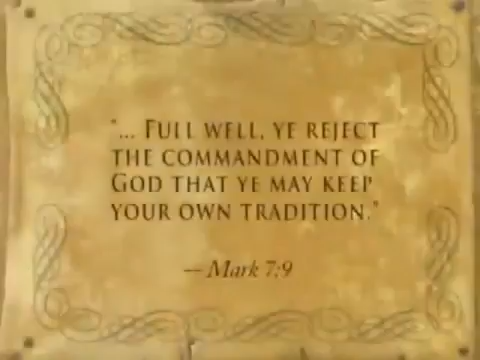 "... Full well, ye reject
the commandment of
God that ye may keep
your own tradition."
— Mark 7:9